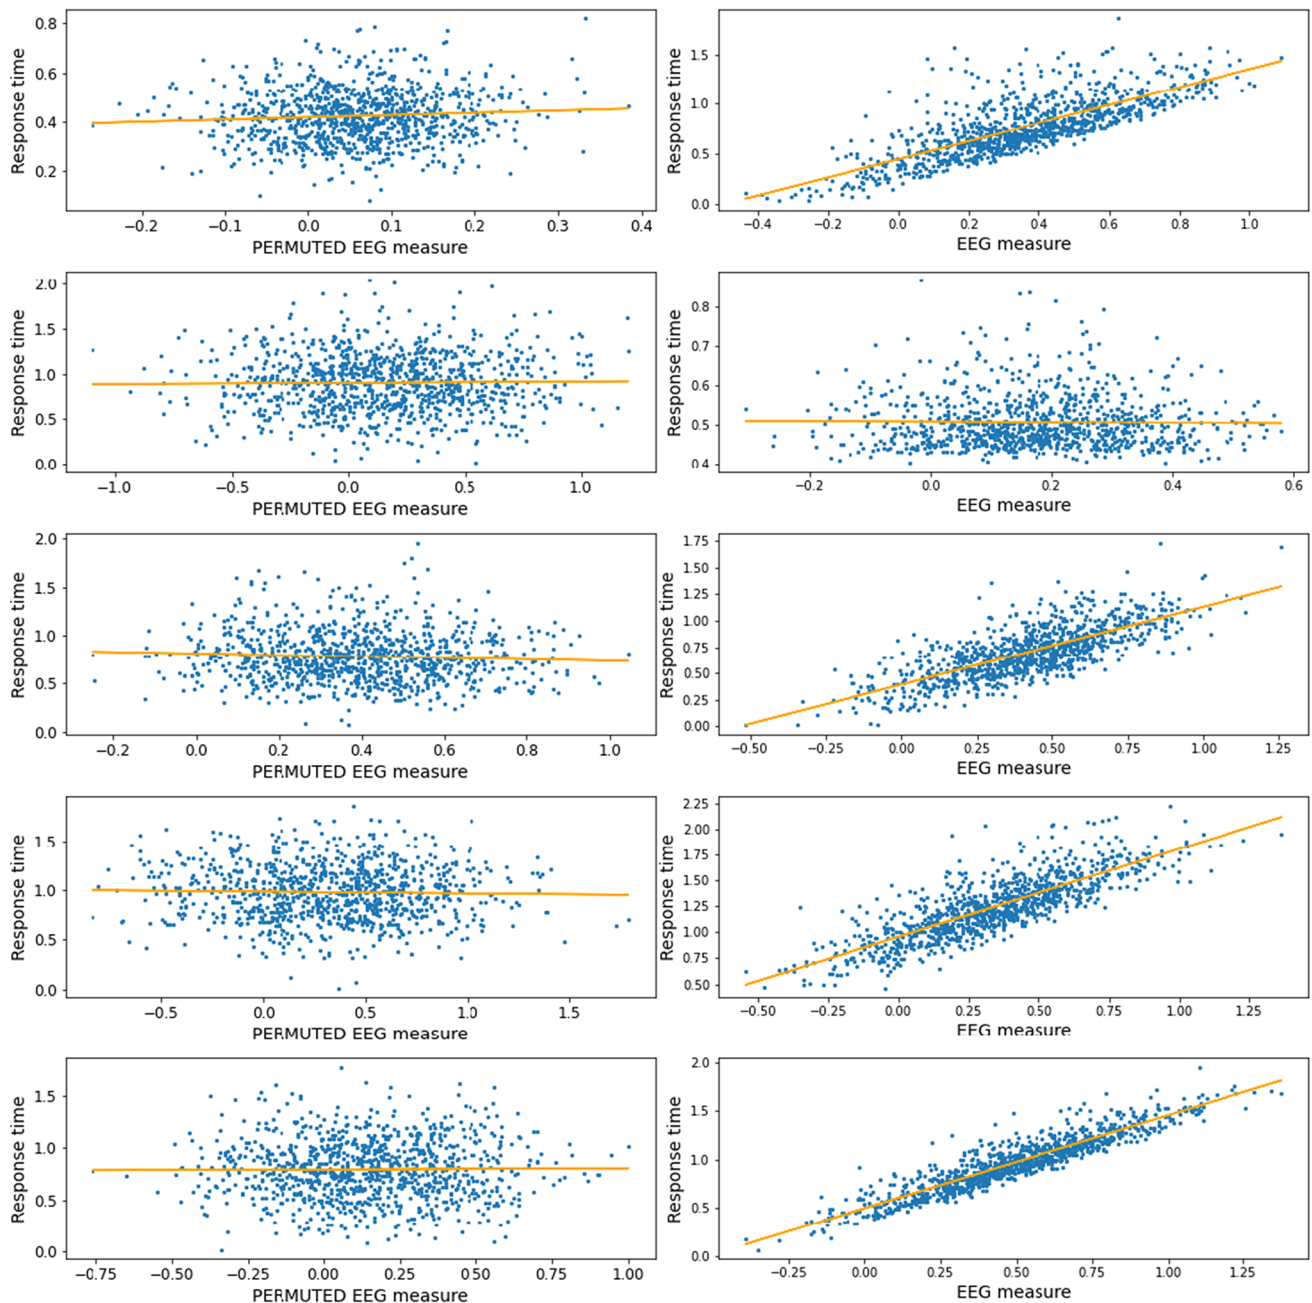 Response time
0.8
0.6
0.4
0.2
−0.2 −0.1 0.0 0.1 0.2 0.3 0.4
PERMUTED EEG measure
Response time
1.5
1.0
0.5
0.0
−0.4 −0.2 0.0 0.2 0.4 0.6 0.8 1.0
EEG measure
Response time
2.0
1.5
1.0
0.5
0.0
−1.0 −0.5 0.0 0.5 1.0
PERMUTED EEG measure
Response time
0.8
0.7
0.6
0.5
0.4
−0.2 0.0 0.2 0.4 0.6
EEG measure
Response time
2.0
1.5
1.0
0.5
0.0
−0.2 0.0 0.2 0.4 0.6 0.8 1.0
PERMUTED EEG measure
Response time
1.75
1.50
1.25
1.00
0.75
0.50
0.25
0.00
−0.50 −0.25 0.00 0.25 0.50 0.75 1.00 1.25
EEG measure
Response time
1.5
1.0
0.5
0.0
−0.5 0.0 0.5 1.0 1.5
PERMUTED EEG measure
Response time
2.25
2.00
1.75
1.50
1.25
1.00
0.75
0.50
−0.50 −0.25 0.00 0.25 0.50 0.75 1.00 1.25
EEG measure
Response time
1.5
1.0
0.5
0.0
−0.75 −0.50 −0.25 0.00 0.25 0.50 0.75 1.00
PERMUTED EEG measure
Response time
2.0
1.5
1.0
0.5
0.0
−0.25 0.00 0.25 0.50 0.75 1.00 1.25
EEG measure